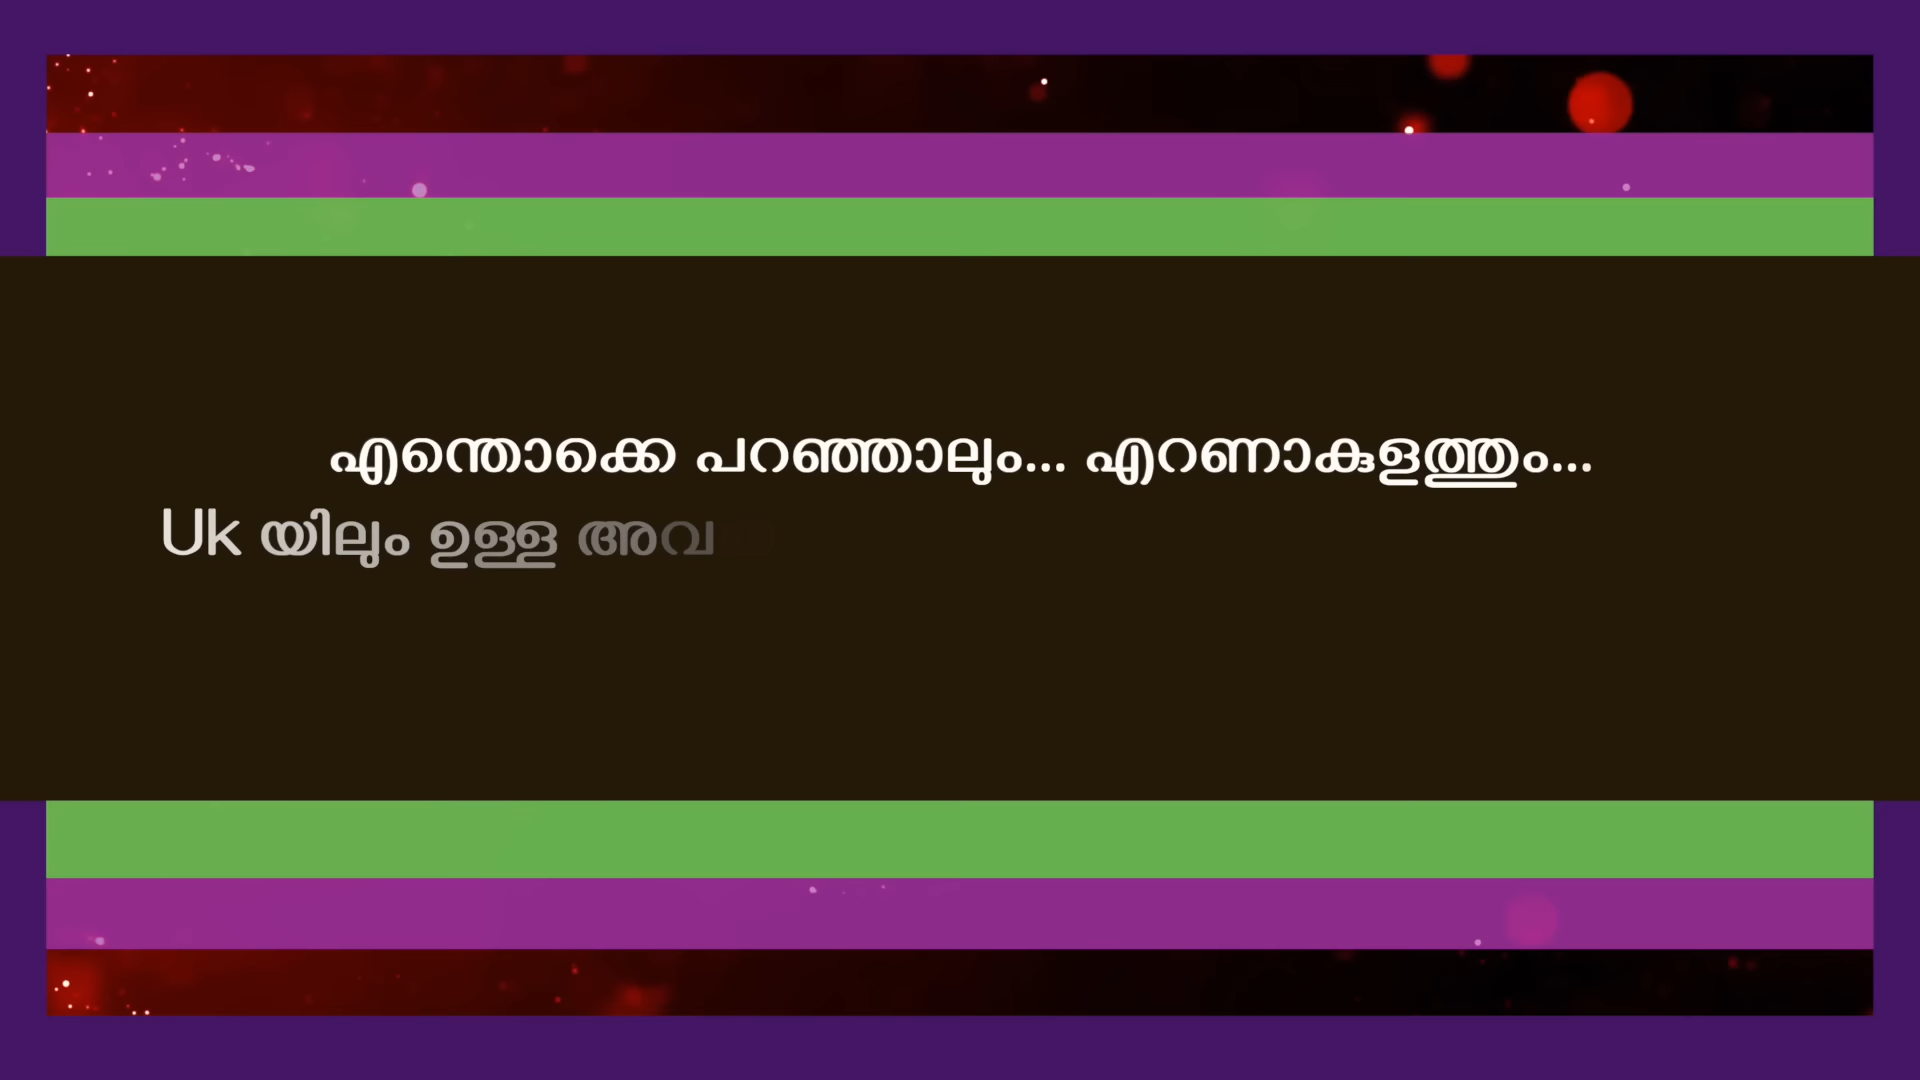 എന്തൊക്കെ പറഞ്ഞാലും... എറണാകുളത്തും...
Uk യിലും ഉള്ള